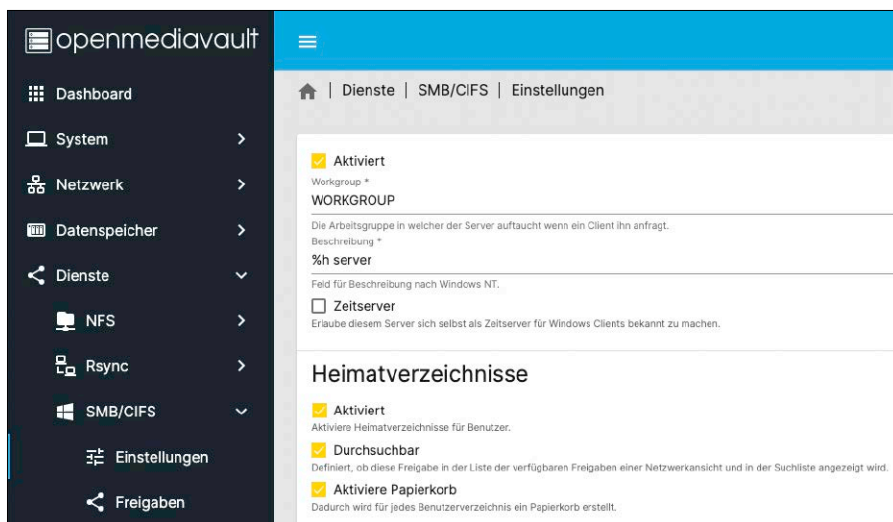 openmediavault
Dashboard
System
Netzwerk
Datenspeicher
Dienste
NFS
Rsync
SMB/CIFS
Einstellungen
Freigaben
| Dienste | SMB/CIFS | Einstellungen
Aktiviert
Workgroup *
WORKGROUP
Die Arbeitsgruppe in welcher der Server auftaucht wenn ein Client ihn anfragt.
Beschreibung *
%h server
Feld für Beschreibung nach Windows NT.
Zeitserver
Erlaube diesem Server sich selbst als Zeitserver für Windows Clients bekannt zu machen.
Heimatverzeichnisse
Aktiviert
Aktiviere Heimatverzeichnisse für Benutzer.
Durchsuchbar
Definiert, ob diese Freigabe in der Liste der verfügbaren Freigaben einer Netzwerkansicht und in der Suchliste angezeigt wird.
Aktiviere Papierkorb
Dadurch wird für jedes Benutzerverzeichnis ein Papierkorb erstellt.